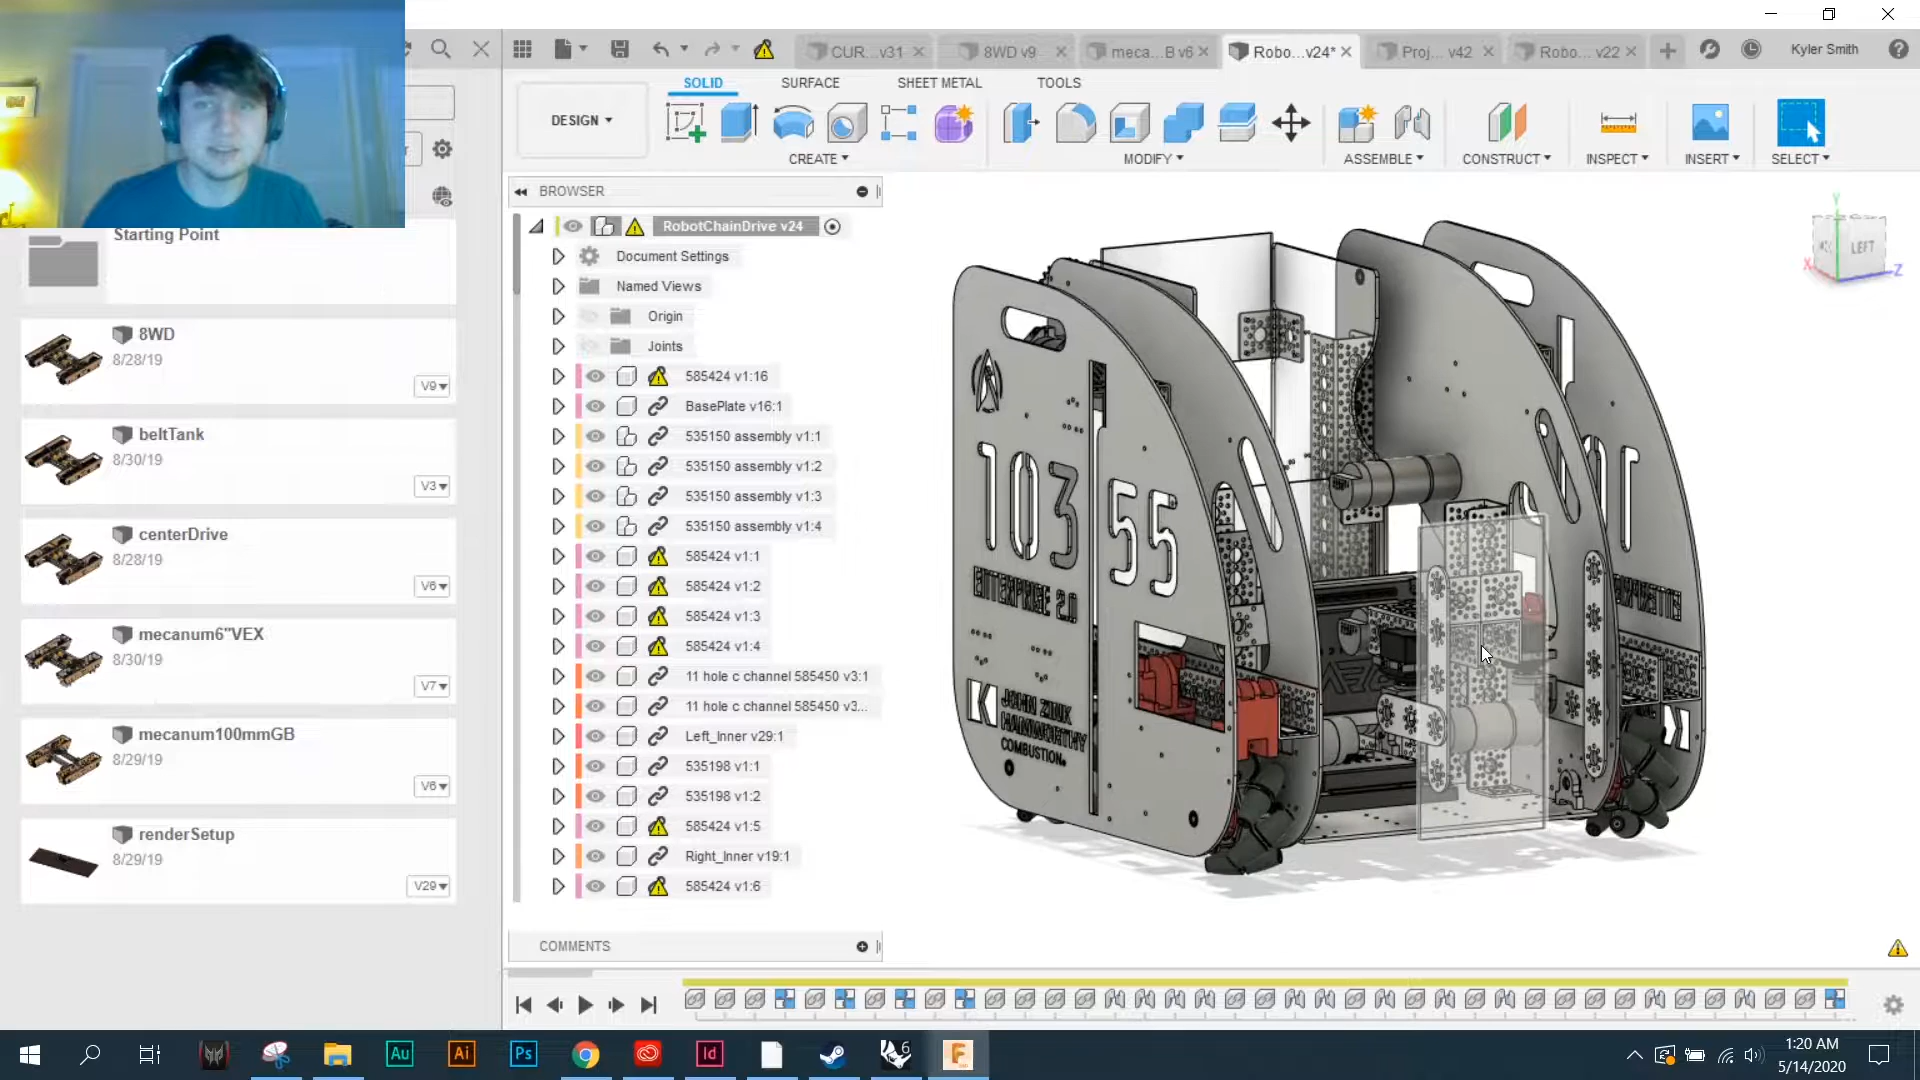 CUR...v31
8WD v9
meca...B v6
Robo...v24*
Proj... v42
Robo... v22
Kyler Smith
SOLID
SURFACE
SHEET METAL
TOOLS
DESIGN
CREATE
MODIFY
ASSEMBLE
CONSTRUCT
INSPECT
INSERT
SELECT
BROWSER
RobotChainDrive v24
Document Settings
Named Views
Origin
Joints
585424 v1:16
BasePlate v16:1
535150 assembly v1:1
535150 assembly v1:2
535150 assembly v1:3
535150 assembly v1:4
585424 v1:1
585424 v1:2
585424 v1:3
585424 v1:4
11 hole c channel 585450 v3:1
11 hole c channel 585450 v3...
Left_Inner v29:1
535198 v1:1
535198 v1:2
585424 v1:5
Right_Inner v19:1
585424 v1:6
COMMENTS
Starting Point
8WD
8/28/19
V9
beltTank
8/30/19
V3
centerDrive
8/28/19
V6
mecanum6"VEX
8/30/19
V7
mecanum100mmGB
8/29/19
V6
renderSetup
8/29/19
V29
Y
LEFT
X
Z
10355
ENTERPRISE 2.0
JOHN ZINK
HAMWORTHY
COMBUSTION
Au
Ai
Ps
Id
6
F
1:20 AM
5/14/2020